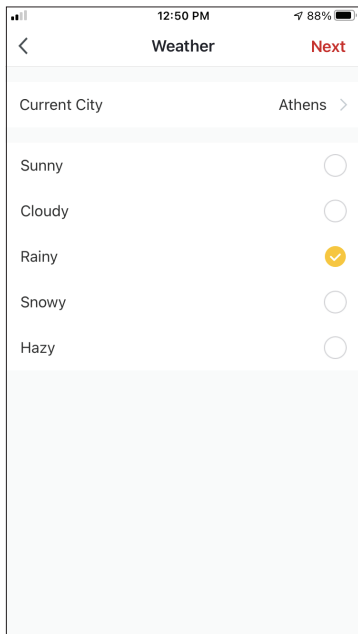 12:50 PM 88%
Weather Next
Current City Athens
Sunny
Cloudy
Rainy
Snowy
Hazy